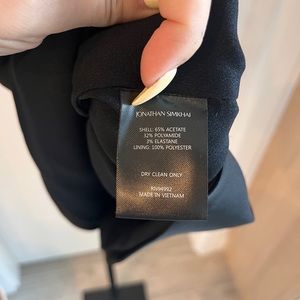 JONATHAN SIMKHAI
SHELL: 65% ACETATE
32% POLYAMIDE
3% ELASTANE
LINING: 100% POLYESTER
DRY CLEAN ONLY
RN94992
MADE IN VIETNAM